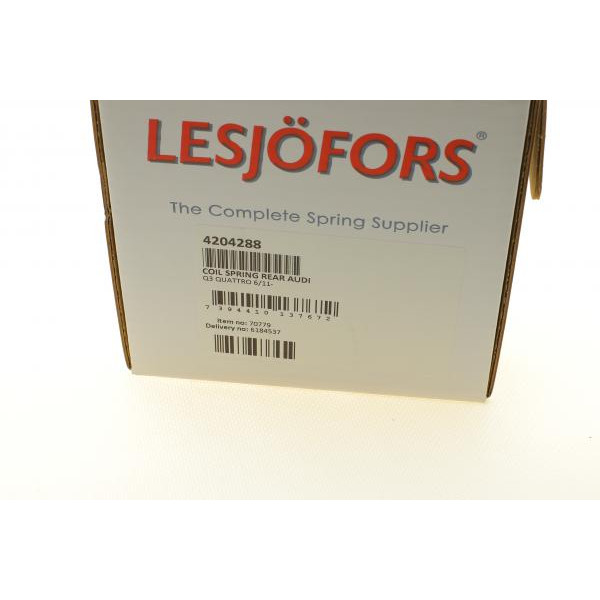 LESJÖFORS®
The Complete Spring Supplier
4204288
COIL SPRING REAR AUDI
Q3 QUATTRO 6/11-
7 394410 137672
Item no: 70779
Delivery no: 6184537